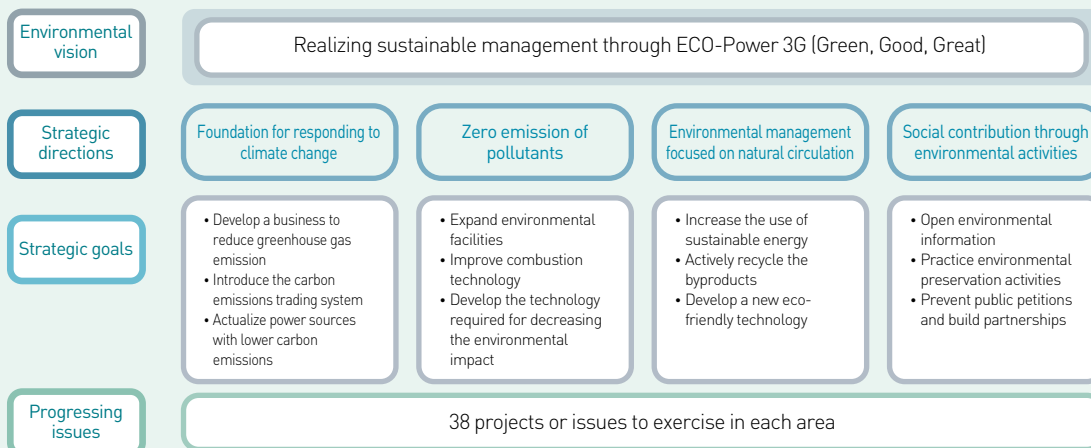 Environmental
vision
Realizing sustainable management through ECO-Power 3G (Green, Good, Great)
Strategic
directions
Foundation for responding to
climate change
Zero emission of
pollutants
Environmental management
focused on natural circulation
Social contribution through
environmental activities
Strategic goals
• Develop a business to
reduce greenhouse gas
emission
• Introduce the carbon
emissions trading system
• Actualize power sources
with lower carbon
emissions
• Expand environmental
facilities
• Improve combustion
technology
• Develop the technology
required for decreasing
the environmental
impact
• Increase the use of
sustainable energy
• Actively recycle the
byproducts
• Develop a new eco-
friendly technology
• Open environmental
information
• Practice environmental
preservation activities
• Prevent public petitions
and build partnerships
Progressing
issues
38 projects or issues to exercise in each area